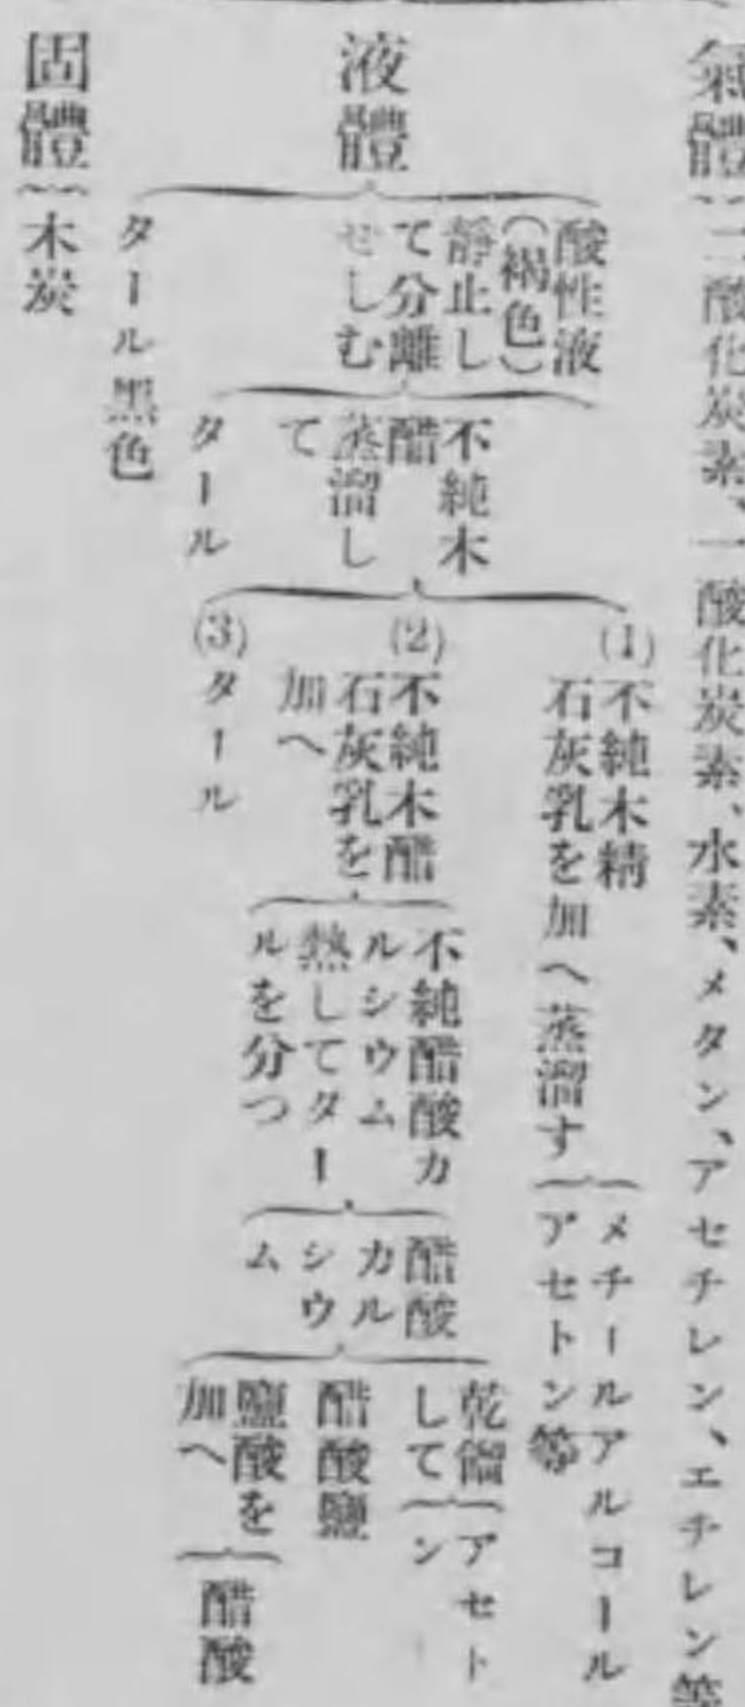 氣體
二酸化炭素、一酸化炭素、水素、メタン、アセチレン、エチレン等
液體
酸性液
(褐色)
靜止し
て分離
せしむ
不純木
酷
蒸溜し
て
(1)
不純木精
石灰乳を加へ蒸溜す
メチールアルコール
アセトン等
(2)
不純木酷
石灰乳を
加へ
不純醋酸カ
ルシウム
熱してター
ルを分つ
醋酸
カル
シウ
ム
乾餾
して
アセト
ン
醋酸鹽
鹽酸を
加へ
醋酸
(3)
タール
タール
タール黑色
固體
木炭